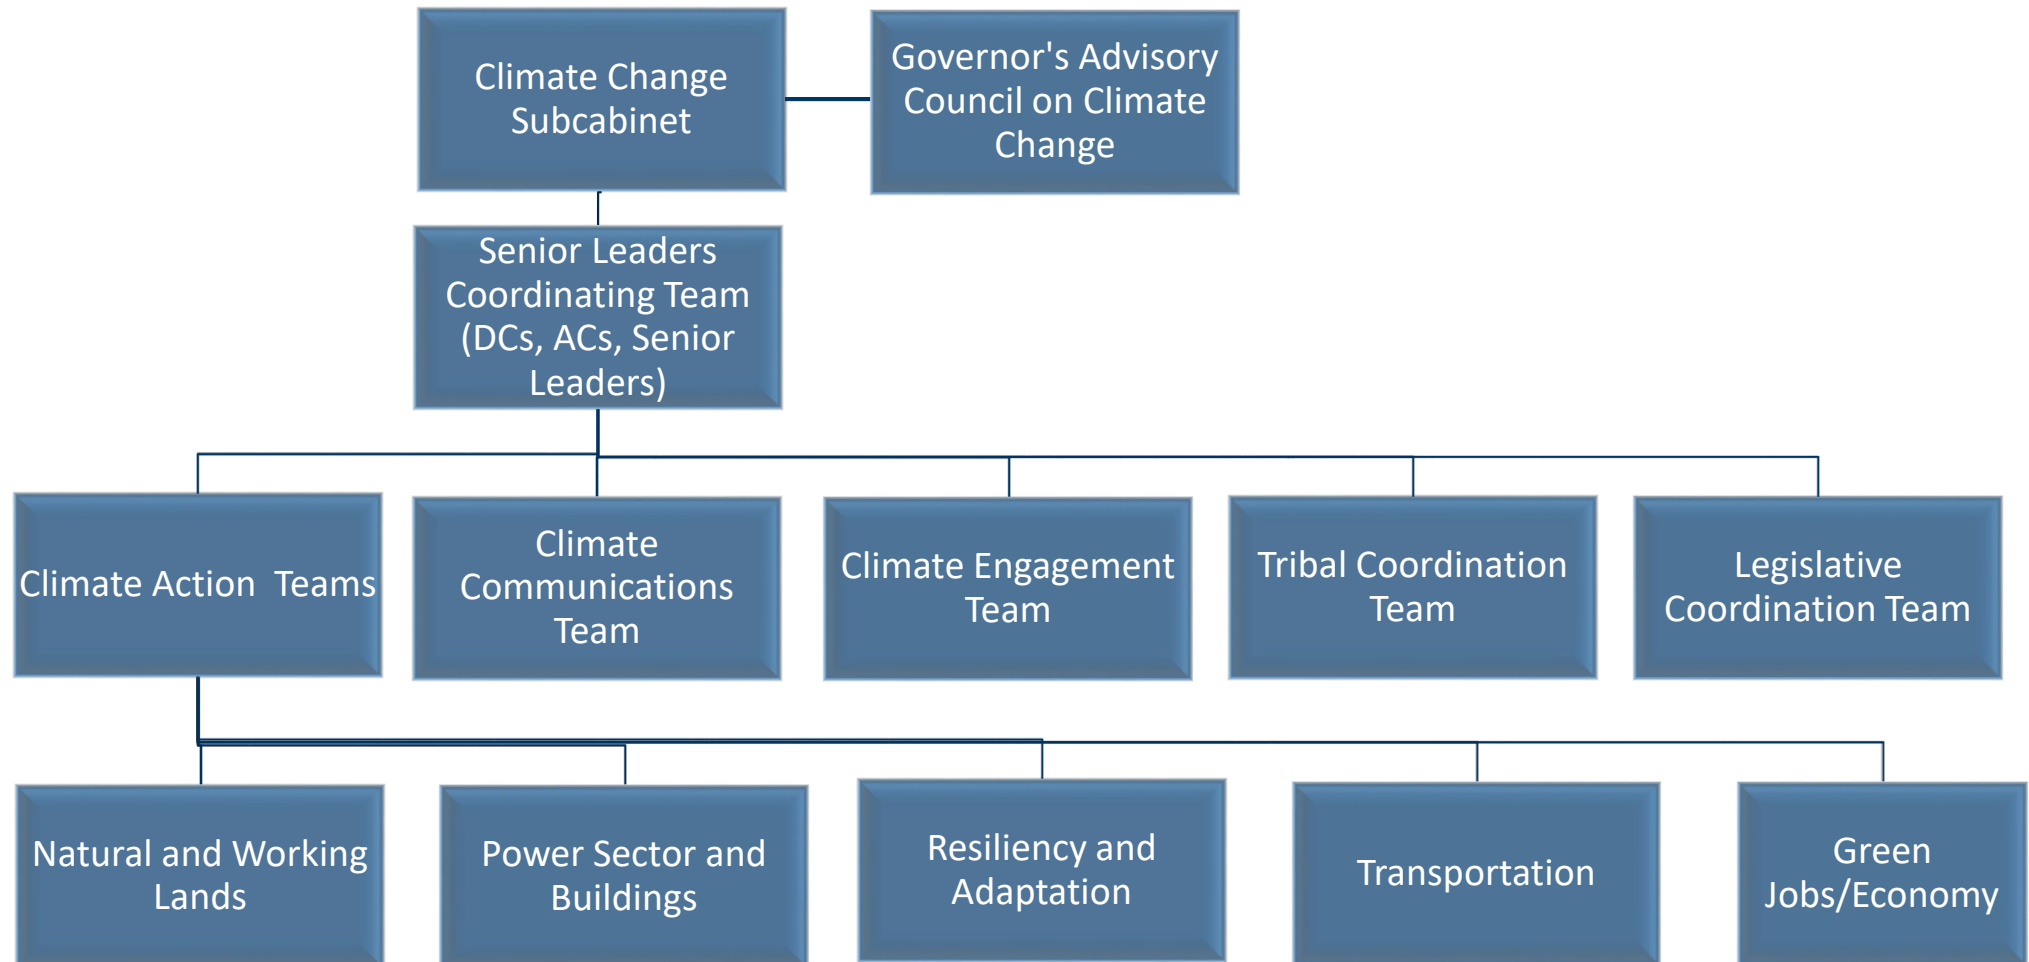 Climate Change
Subcabinet
Governor's Advisory
Council on Climate
Change
Senior Leaders
Coordinating Team
(DCs, ACs, Senior
Leaders)
Climate Action  Teams
Climate
Communications
Team
Climate Engagement
Team
Tribal Coordination
Team
Legislative
Coordination Team
Natural and Working
Lands
Power Sector and
Buildings
Resiliency and
Adaptation
Transportation
Green
Jobs/Economy